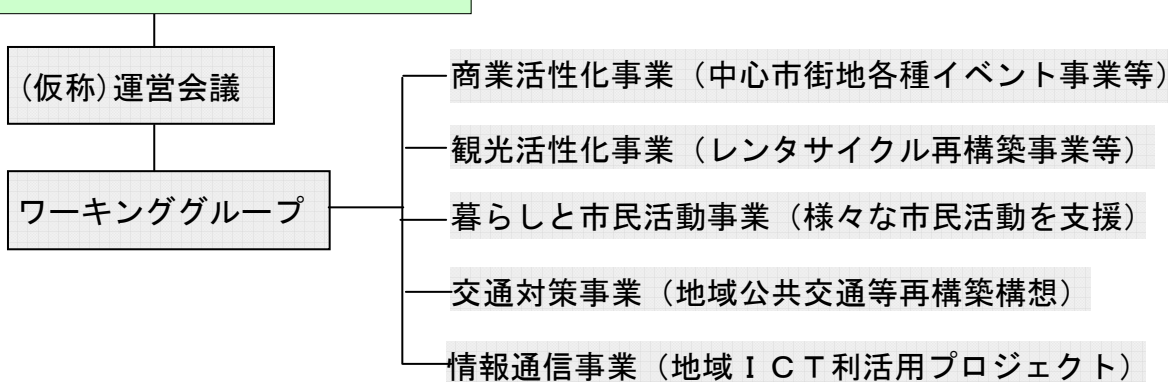 (仮称)運営会議
ワーキンググループ
商業活性化事業(中心市街地各種イベント事業等)
観光活性化事業(レンタサイクル再構築事業等)
暮らしと市民活動事業(様々な市民活動を支援)
交通対策事業(地域公共交通等再構築構想)
情報通信事業(地域ICT利活用プロジェクト)